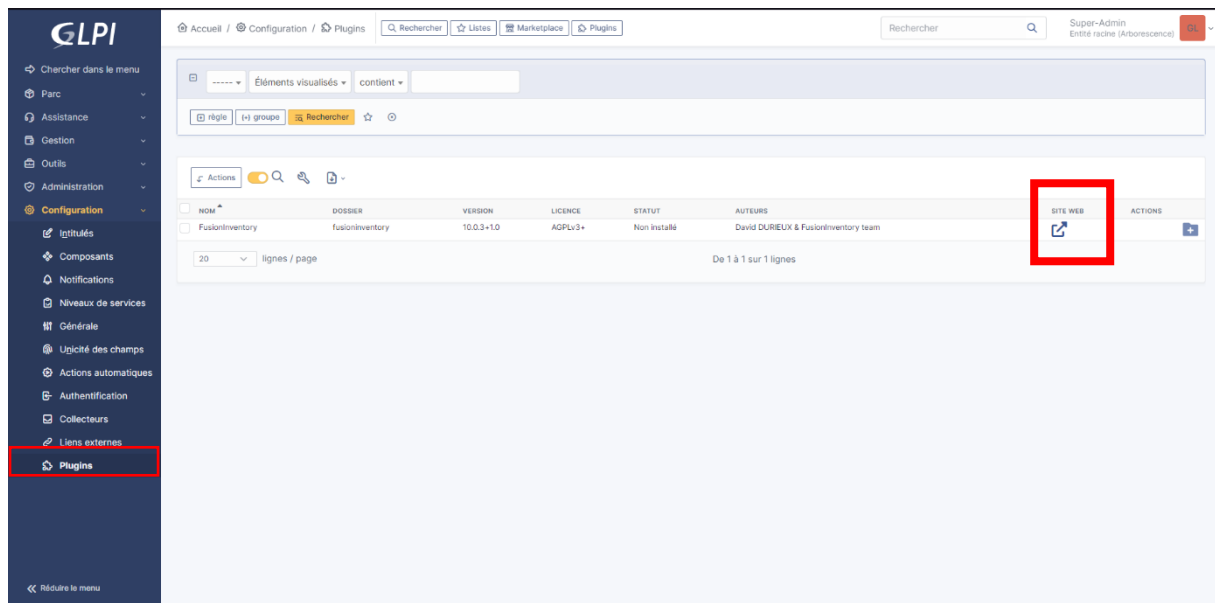 GLPI
Accueil / Configuration / Plugins Rechercher Listes Marketplace Plugins
Rechercher
Super-Admin
Entité racine (Arborescence)
GL
Chercher dans le menu
Parc
Assistance
Gestion
Outils
Administration
Configuration
Intitulés
Composants
Notifications
Niveaux de services
Générale
Unicité des champs
Actions automatiques
Authentification
Collecteurs
Liens externes
Plugins
Réduire le menu
----- Éléments visualisés contient
règle (+) groupe Rechercher
Actions
NOM DOSSIER VERSION LICENCE STATUT AUTEURS SITE WEB ACTIONS
FusionInventory fusioninventory 10.0.3+1.0 AGPLv3+ Non installé David DURIEUX & FusionInventory team
20 lignes / page De 1 à 1 sur 1 lignes